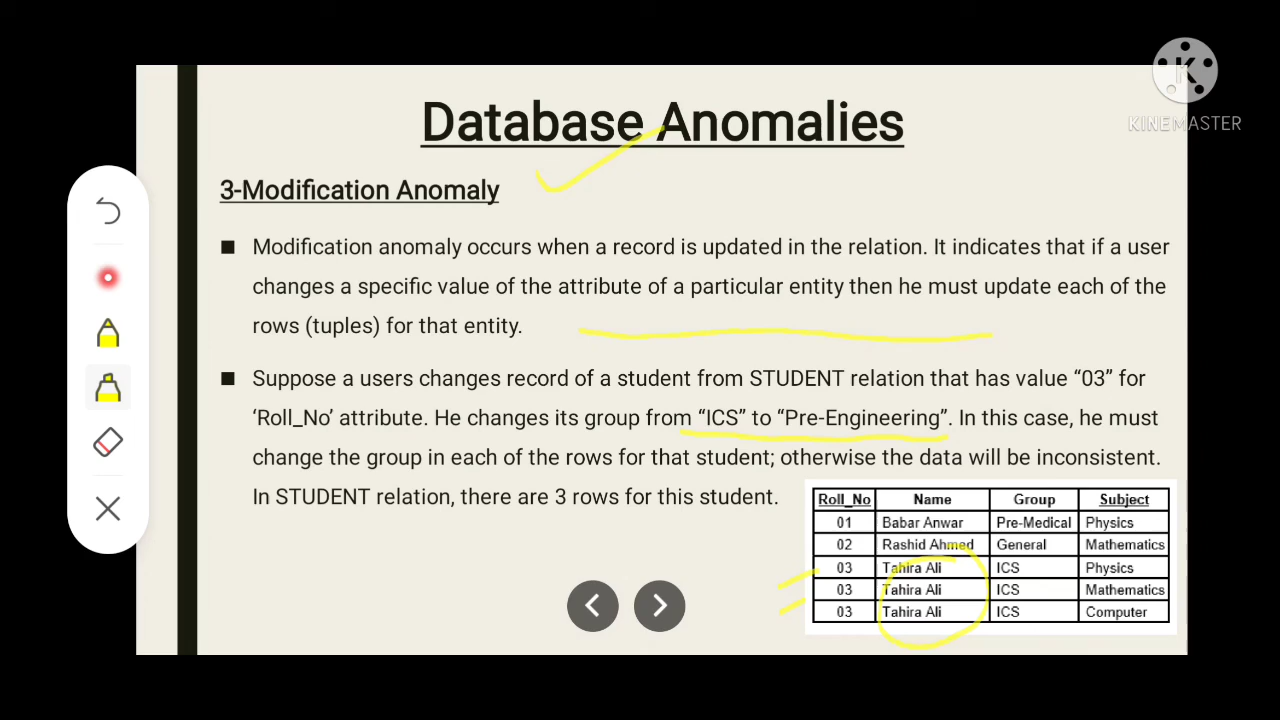 Database Anomalies
KINEMASTER
3-Modification Anomaly
■ Modification anomaly occurs when a record is updated in the relation. It indicates that if a user
changes a specific value of the attribute of a particular entity then he must update each of the
rows (tuples) for that entity.
■ Suppose a users changes record of a student from STUDENT relation that has value “03” for
‘Roll_No’ attribute. He changes its group from “ICS” to “Pre-Engineering”. In this case, he must
change the group in each of the rows for that student; otherwise the data will be inconsistent.
In STUDENT relation, there are 3 rows for this student.
Roll_No Name Group Subject
01 Babar Anwar Pre-Medical Physics
02 Rashid Ahmed General Mathematics
03 Tahira Ali ICS Physics
03 Tahira Ali ICS Mathematics
03 Tahira Ali ICS Computer